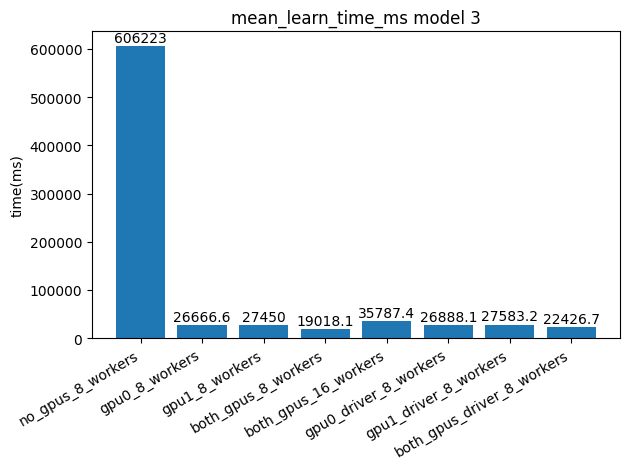 mean_learn_time_ms model 3
time(ms)
600000
500000
400000
300000
200000
100000
0
606223
26666.6
27450
19018.1
35787.4
26888.1
27583.2
22426.7
no_gpus_8_workers
gpu0_8_workers
gpu1_8_workers
both_gpus_8_workers
both_gpus_16_workers
gpu0_driver_8_workers
gpu1_driver_8_workers
both_gpus_driver_8_workers